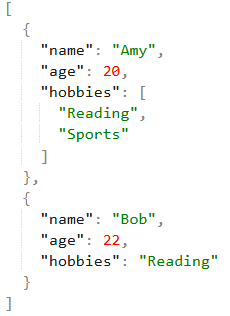 [
  {
    "name": "Amy",
    "age": 20,
    "hobbies": [
      "Reading",
      "Sports"
    ]
  },
  {
    "name": "Bob",
    "age": 22,
    "hobbies": "Reading"
  }
]